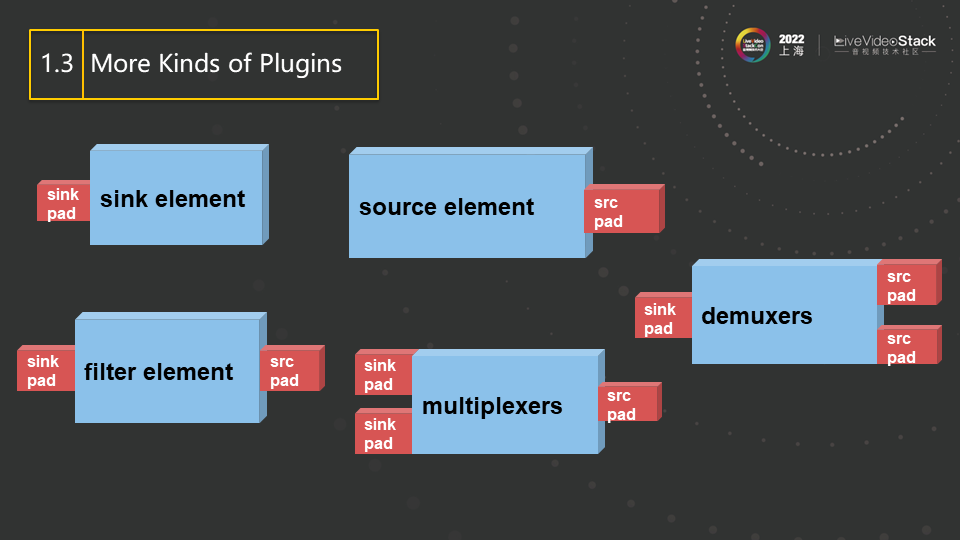 1.3 More Kinds of Plugins
2022
上海
LiveVideoStack
音视频技术社区
sink
pad
sink element
source element
src
pad
sink
pad
demuxers
src
pad
src
pad
sink
pad
filter element
src
pad
sink
pad
sink
pad
multiplexers
src
pad